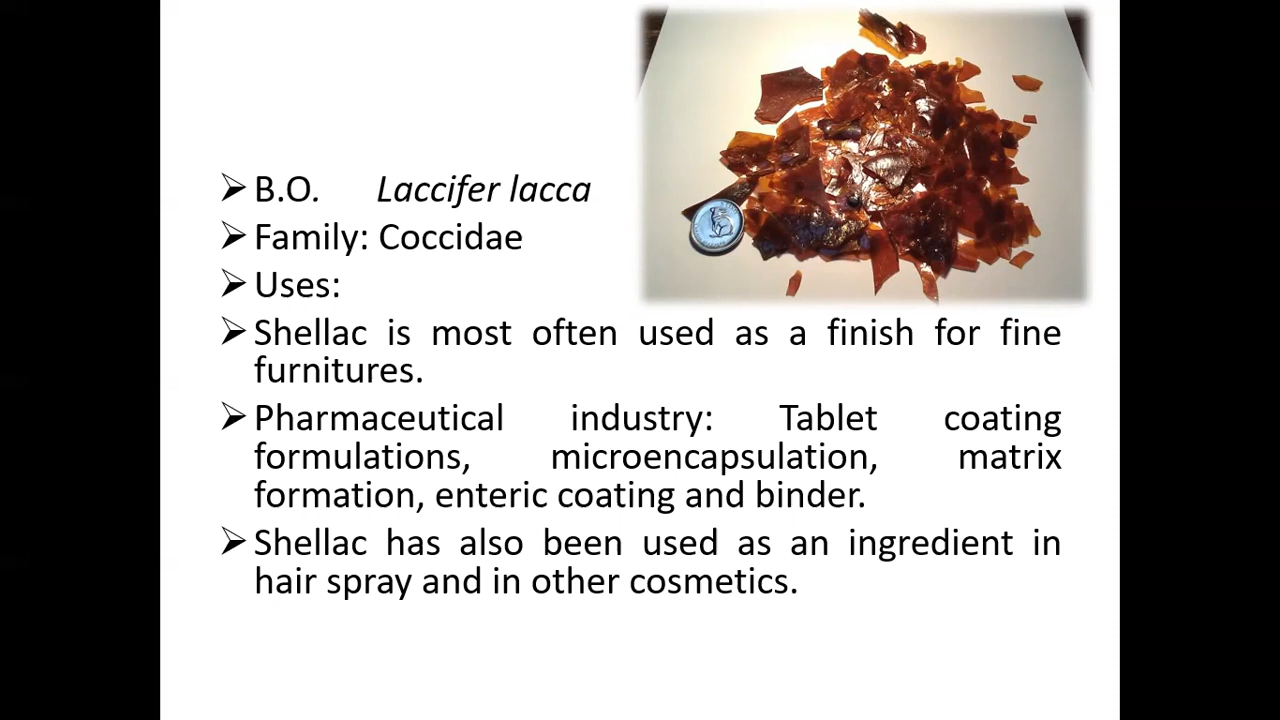 ➢ B.O. Laccifer lacca
➢ Family: Coccidae
➢ Uses:
➢ Shellac is most often used as a finish for fine
furnitures.
➢ Pharmaceutical industry: Tablet coating
formulations, microencapsulation, matrix
formation, enteric coating and binder.
➢ Shellac has also been used as an ingredient in
hair spray and in other cosmetics.